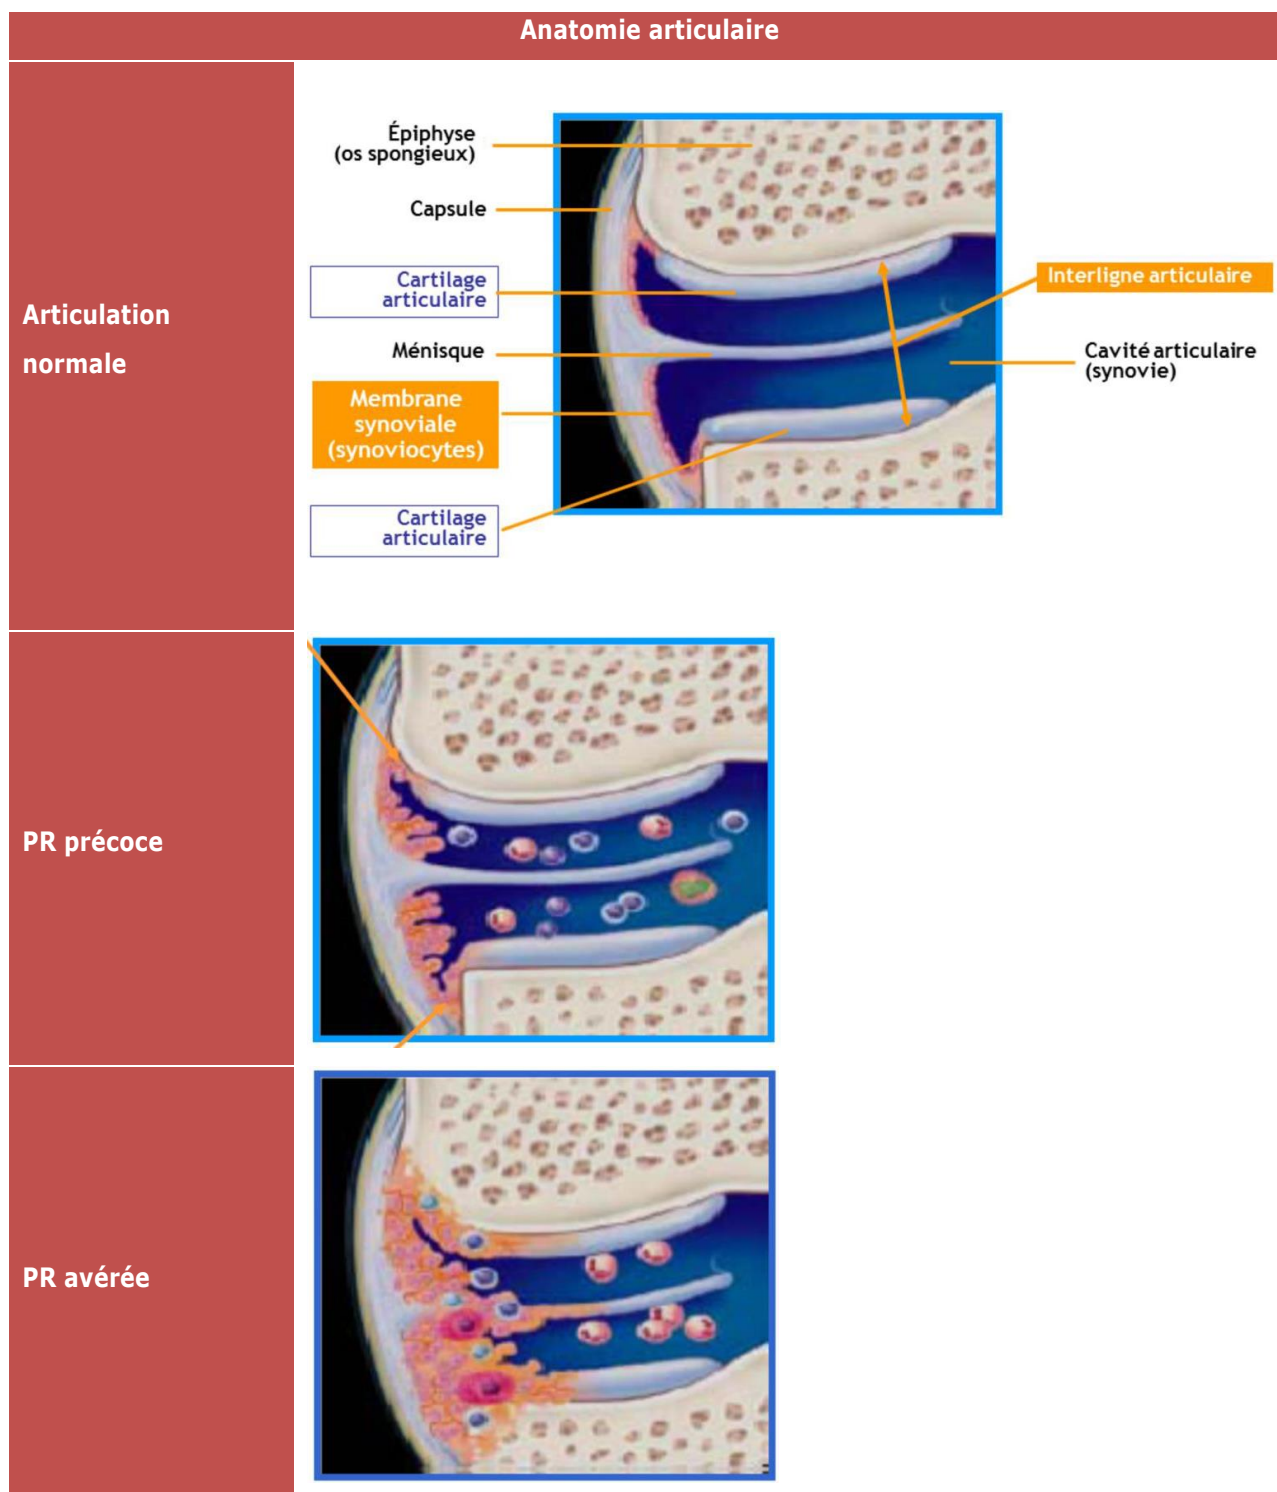 Anatomie articulaire
Articulation
normale
Épiphyse
(os spongieux)
Capsule
Cartilage
articulaire
Ménisque
Membrane
synoviale
(synoviocytes)
Cartilage
articulaire
Interligne articulaire
Cavité articulaire
(synovie)
PR précoce
PR avérée